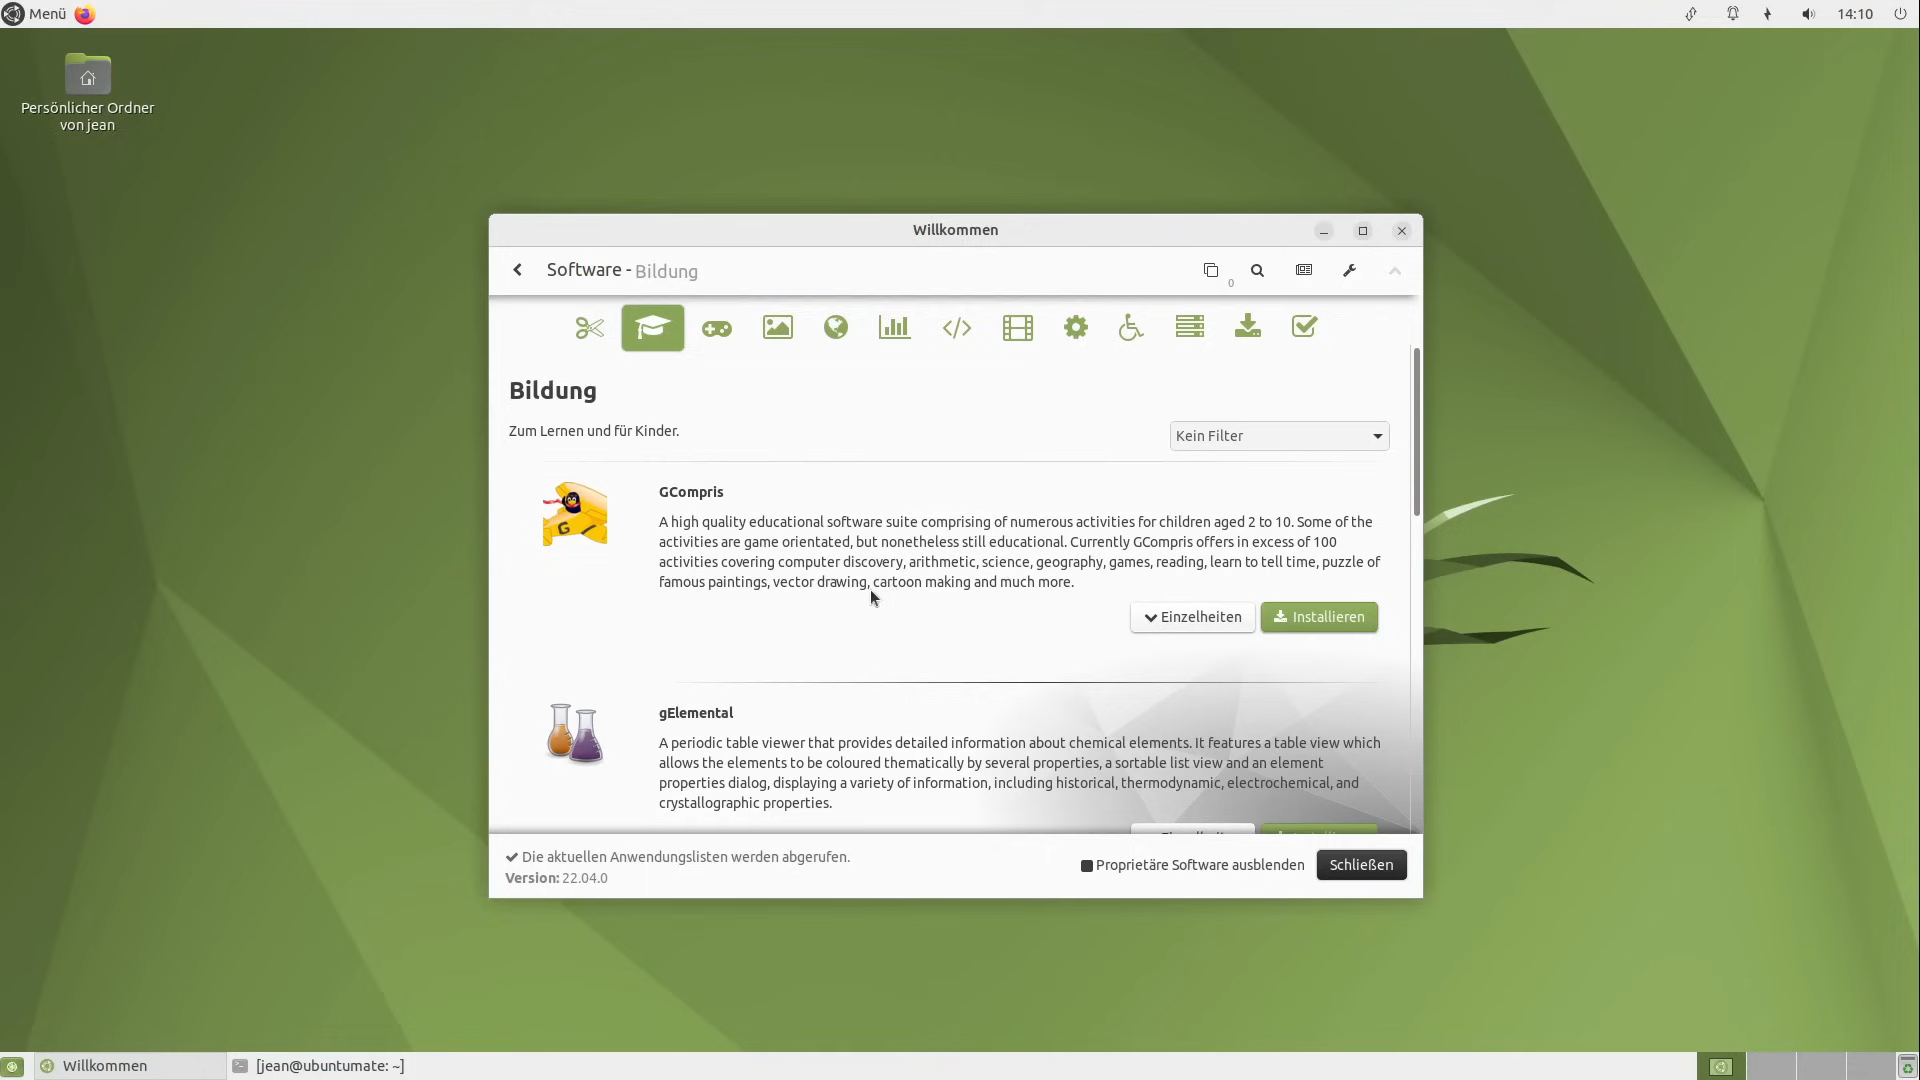 Menü
14:10
Persönlicher Ordner
von jean
Willkommen
Software - Bildung
0
Bildung
Zum Lernen und für Kinder.
Kein Filter
GCompris
A high quality educational software suite comprising of numerous activities for children aged 2 to 10. Some of the
activities are game orientated, but nonetheless still educational. Currently GCompris offers in excess of 100
activities covering computer discovery, arithmetic, science, geography, games, reading, learn to tell time, puzzle of
famous paintings, vector drawing, cartoon making and much more.
Einzelheiten
Installieren
gElemental
A periodic table viewer that provides detailed information about chemical elements. It features a table view which
allows the elements to be coloured thematically by several properties, a sortable list view and an element
properties dialog, displaying a variety of information, including historical, thermodynamic, electrochemical, and
crystallographic properties.
Die aktuellen Anwendungslisten werden abgerufen.
Version: 22.04.0
Proprietäre Software ausblenden
Schließen
Willkommen
[jean@ubuntumate: ~]